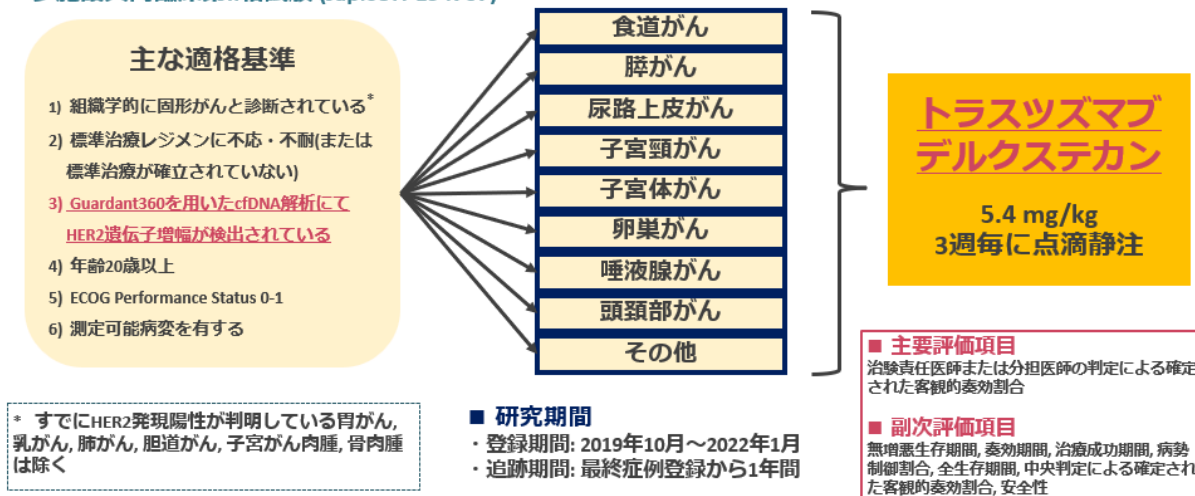 主な適格基準
1) 組織学的に固形がんと診断されている*
2) 標準治療レジメンに不応・不耐(または
標準治療が確立されていない)
3) Guardant360を用いたcfDNA解析にて
HER2遺伝子増幅が検出されている
4) 年齢20歳以上
5) ECOG Performance Status 0-1
6) 測定可能病変を有する
食道がん
膵がん
尿路上皮がん
子宮頸がん
子宮体がん
卵巣がん
唾液腺がん
頭頚部がん
その他
トラスツズマブ
デルクステカン
5.4 mg/kg
3週毎に点滴静注
* すでにHER2発現陽性が判明している胃がん,
乳がん, 肺がん, 胆道がん, 子宮がん肉腫, 骨肉腫
は除く
■ 研究期間
・登録期間: 2019年10月～2022年1月
・追跡期間: 最終症例登録から1年間
■ 主要評価項目
治験責任医師または分担医師の判定による確定
された客観的奏効割合
■ 副次評価項目
無増悪生存期間, 奏効期間, 治療成功期間, 病勢
制御割合, 全生存期間, 中央判定による確定され
た客観的奏効割合, 安全性